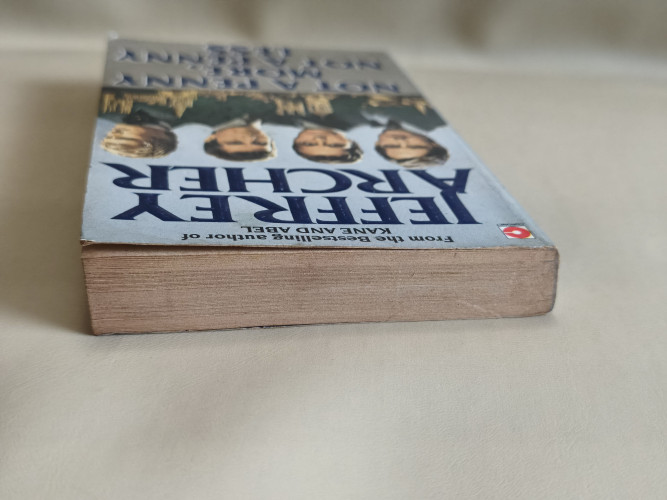 From the Bestselling author of
KANE AND ABEL
JEFFREY
ARCHER
NOT A PENNY
MORE
NOT A PENNY
LESS